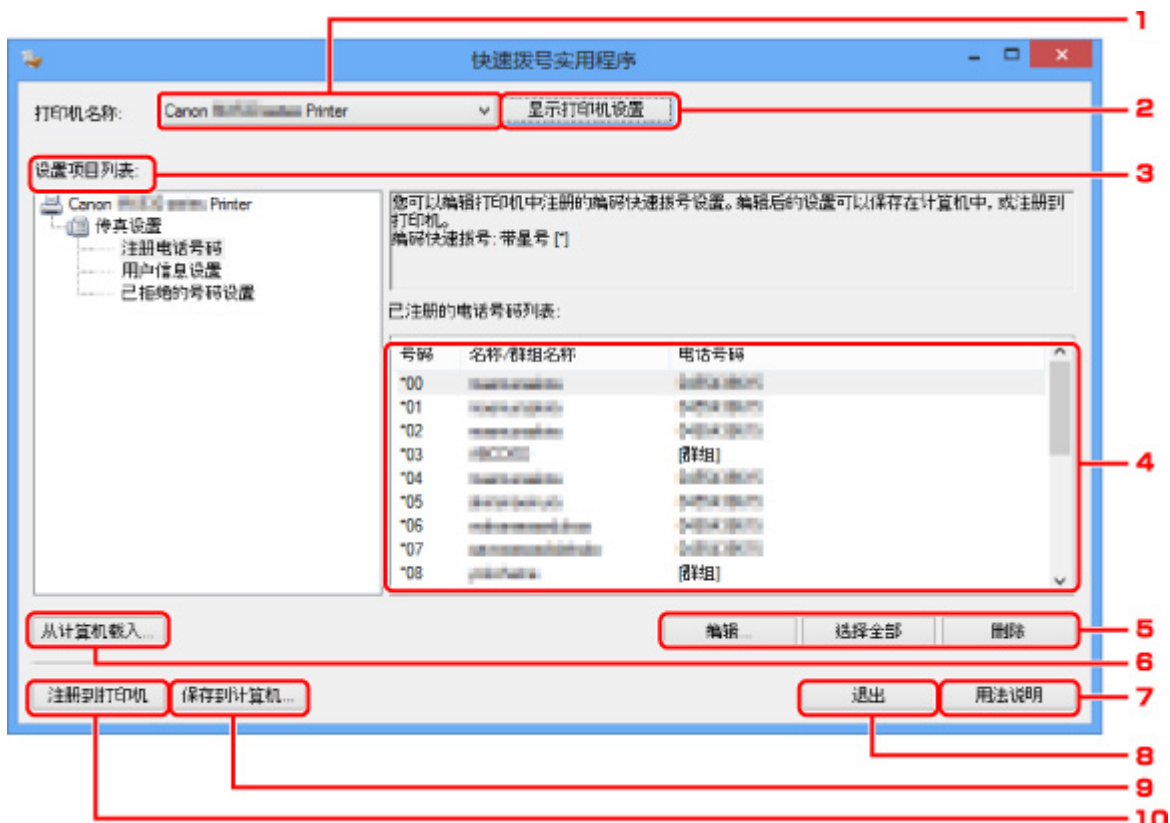 1
快速拨号实用程序
打印机名称: Canon Printer 显示打印机设置 2
设置项目列表: 3
Canon Printer
传真设置
注册电话号码
用户信息设置
已拒绝的号码设置
您可以编辑打印机中注册的编码快速拨号设置。编辑后的设置可以保存在计算机中,或注册到
打印机。
编码快速拨号: 带星号 [*]
已注册的电话号码列表:
号码 名称/群组名称 电话号码
*00
*01
*02
*03 [群组]
*04
*05
*06
*07
*08 [群组]
4
从计算机载入... 编辑... 选择全部 删除 5
6
注册到打印机 保存到计算机... 退出 用法说明 7
8
9
10